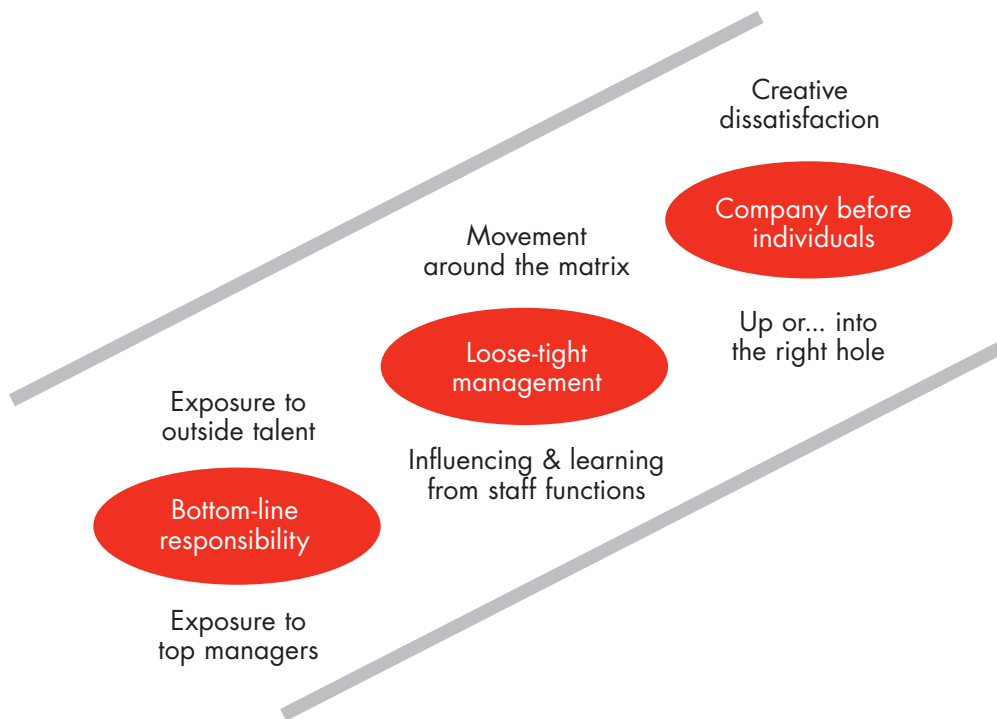 Creative
dissatisfaction
Company before
individuals
Up or... into
the right hole
Movement
around the matrix
Loose-tight
management
Influencing & learning
from staff functions
Exposure to
outside talent
Bottom-line
responsibility
Exposure to
top managers